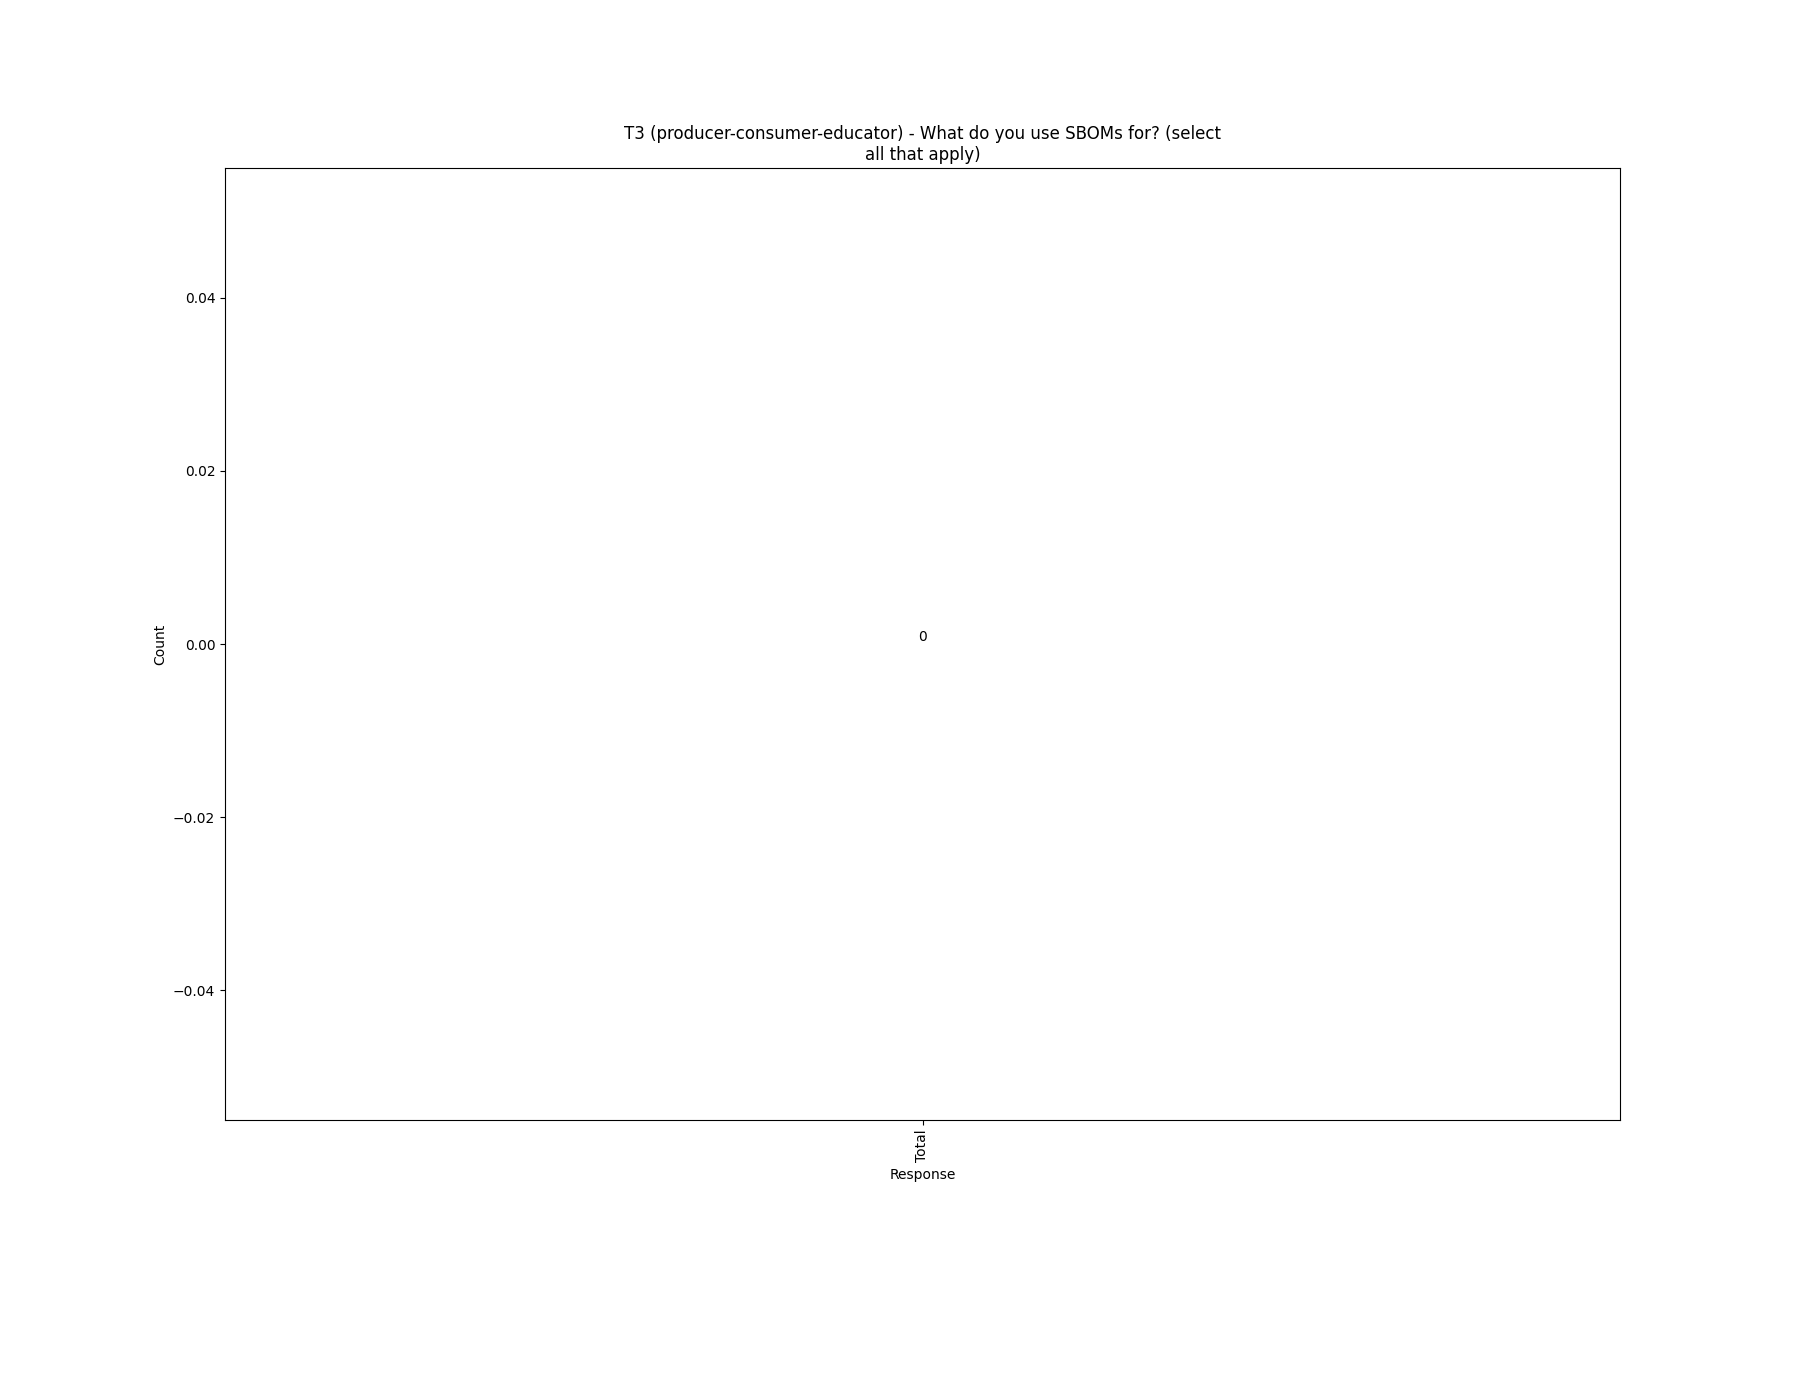 T3 (producer-consumer-educator) - What do you use SBOMs for? (select
all that apply)
0.04
0.02
0.00
−0.02
−0.04
Count
0
Total
Response